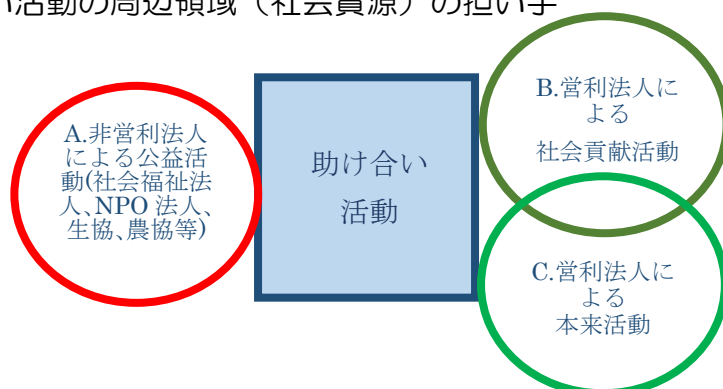 活動の周辺領域（社会資源）の担い手
A.非営利法人
による公益活
動(社会福祉法
人、NPO 法人、
生協、農協等)
助け合い
活動
B.営利法人に
よる
社会貢献活動
C.営利法人に
よる
本来活動